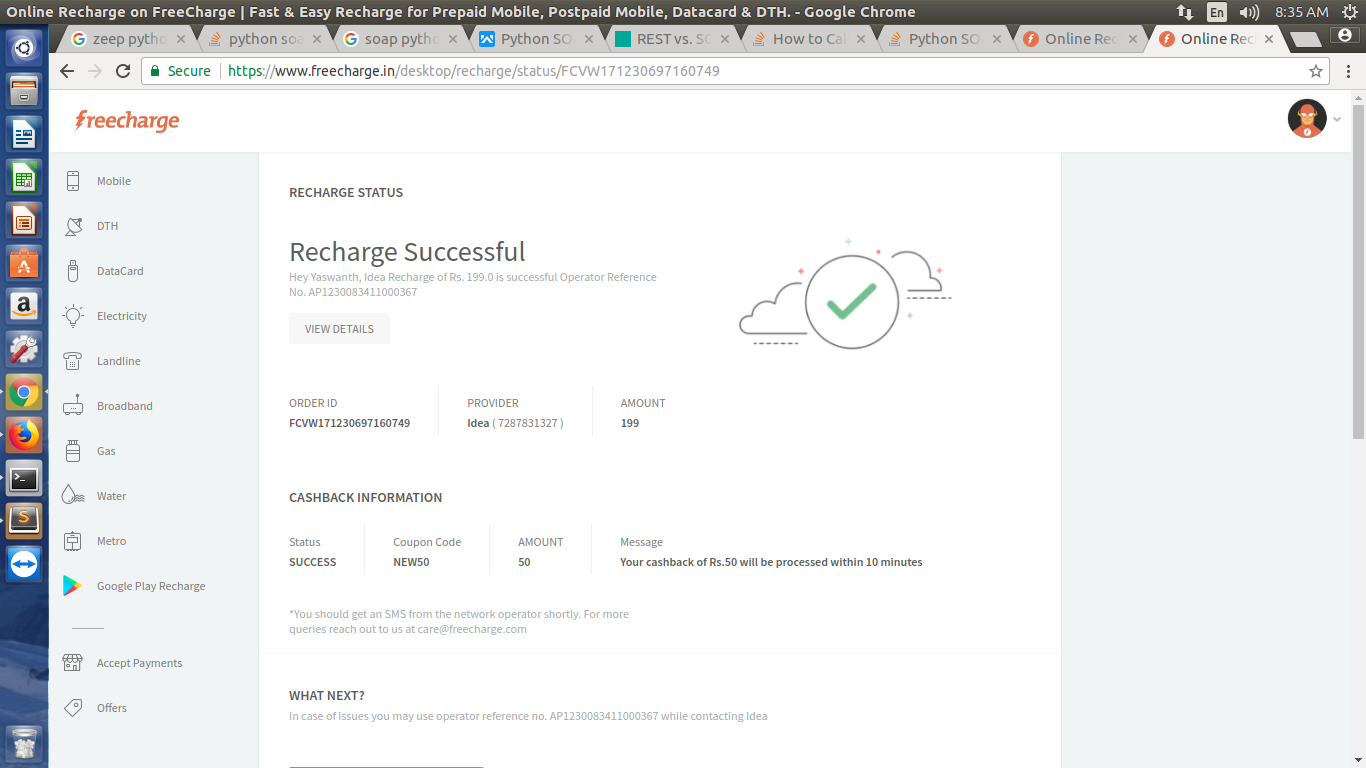 Online Recharge on FreeCharge | Fast & Easy Recharge for Prepaid Mobile, Postpaid Mobile, Datacard & DTH. - Google Chrome
En
8:35 AM
zeep pytho
python soa
soap pytho
Python SO
REST vs. SO
How to Cal
Python SO
Online Rec
Online Rec
Secure
https://www.freecharge.in/desktop/recharge/status/FCVW171230697160749
freecharge
Mobile
DTH
DataCard
Electricity
Landline
Broadband
Gas
Water
Metro
Google Play Recharge
Accept Payments
Offers
RECHARGE STATUS
Recharge Successful
Hey Yaswanth, Idea Recharge of Rs. 199.0 is successful Operator Reference
No. AP1230083411000367
VIEW DETAILS
ORDER ID
FCVW171230697160749
PROVIDER
Idea ( 7287831327 )
AMOUNT
199
CASHBACK INFORMATION
Status
SUCCESS
Coupon Code
NEW50
AMOUNT
50
Message
Your cashback of Rs.50 will be processed within 10 minutes
*You should get an SMS from the network operator shortly. For more
queries reach out to us at care@freecharge.com
WHAT NEXT?
In case of issues you may use operator reference no. AP1230083411000367 while contacting Idea